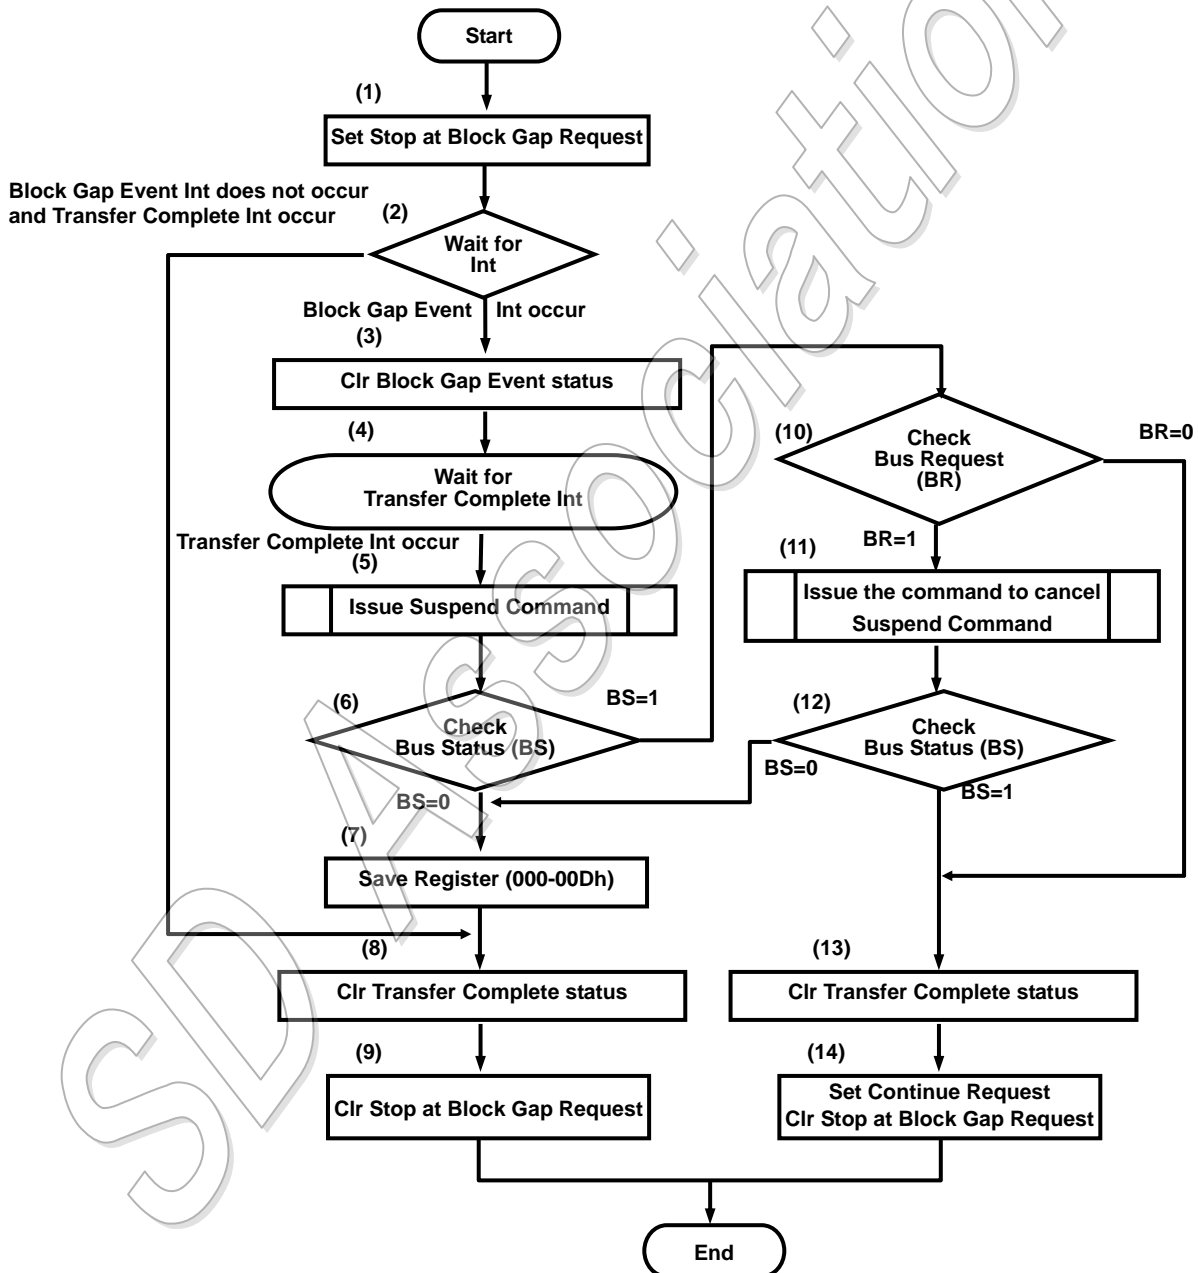 Start
(1)
Set Stop at Block Gap Request
Block Gap Event Int does not occur
and Transfer Complete Int occur
(2)
Wait for
Int
Block Gap Event Int occur
(3)
Clr Block Gap Event status
(4)
Wait for
Transfer Complete Int
Transfer Complete Int occur
(5)
Issue Suspend Command
(6)
Check
Bus Status (BS)
BS=1
BS=0
(7)
Save Register (000-00Dh)
(8)
Clr Transfer Complete status
(9)
Clr Stop at Block Gap Request
(10)
Check
Bus Request
(BR)
BR=0
BR=1
(11)
Issue the command to cancel
Suspend Command
(12)
Check
Bus Status (BS)
BS=0
BS=1
(13)
Clr Transfer Complete status
(14)
Set Continue Request
Clr Stop at Block Gap Request
End
SD Association